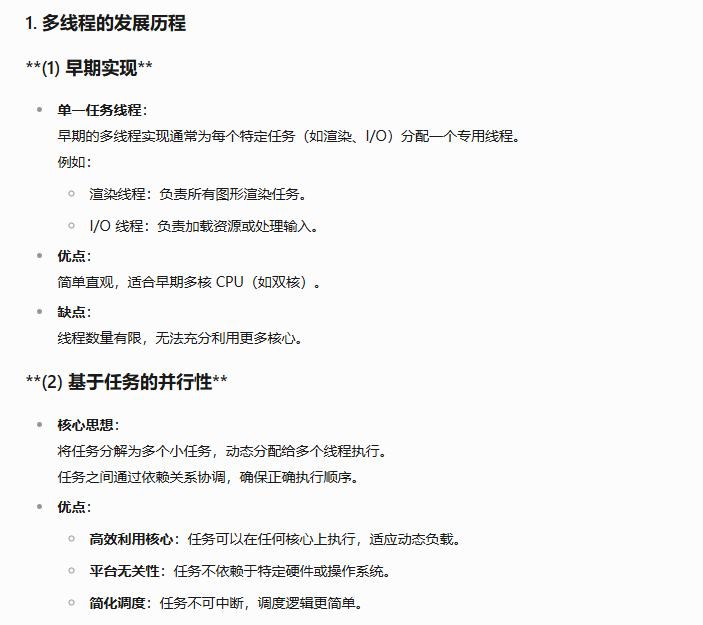 1. 多线程的发展历程
**(1) 早期实现**
单一任务线程：
早期的多线程实现通常为每个特定任务（如渲染、I/O）分配一个专用线程。
例如：
渲染线程：负责所有图形渲染任务。
I/O 线程：负责加载资源或处理输入。
优点：
简单直观，适合早期多核 CPU（如双核）。
缺点：
线程数量有限，无法充分利用更多核心。
**(2) 基于任务的并行性**
核心思想：
将任务分解为多个小任务，动态分配给多个线程执行。
任务之间通过依赖关系协调，确保正确执行顺序。
优点：
高效利用核心：任务可以在任何核心上执行，适应动态负载。
平台无关性：任务不依赖于特定硬件或操作系统。
简化调度：任务不可中断，调度逻辑更简单。